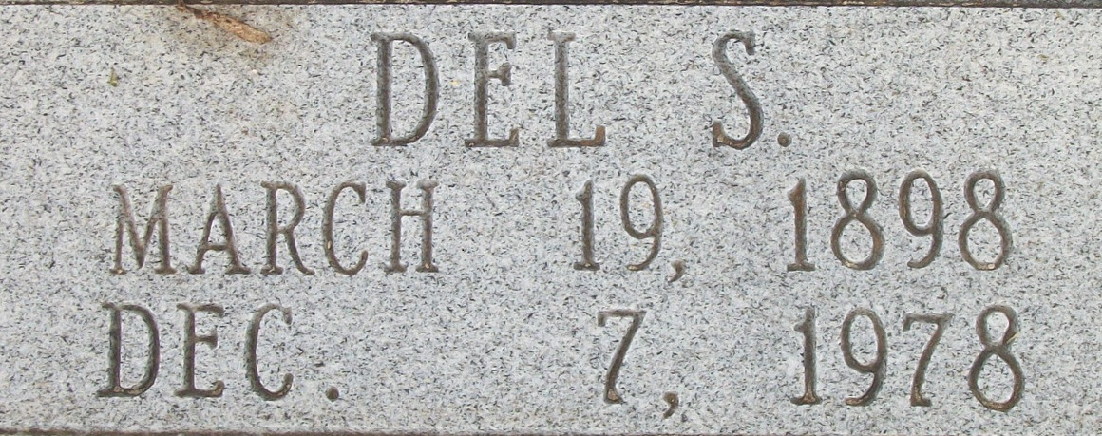 DEL S.
MARCH 19, 1898
DEC. 7, 1978